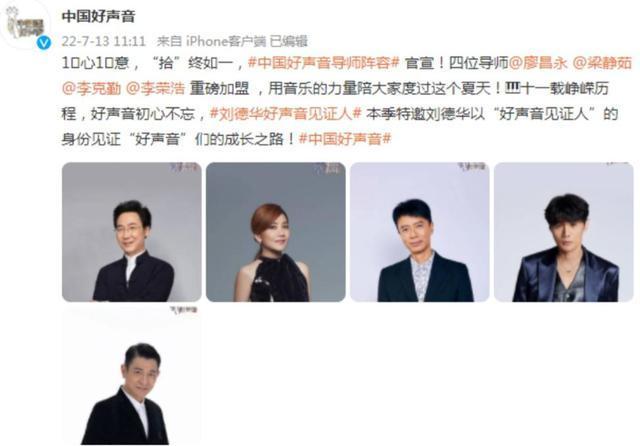 中国好声音
22-7-13 11:11 来自 iPhone客户端 已编辑
1心1意，“拾”终如一，#中国好声音导师阵容# 官宣！四位导师@廖昌永 @梁静茹
@李克勤 @李荣浩 重磅加盟 ，用音乐的力量陪大家度过这个夏天！十一载峥嵘历
程，好声音初心不忘，#刘德华好声音见证人# 本季特邀刘德华以“好声音见证人”的
身份见证“好声音”们的成长之路！#中国好声音#